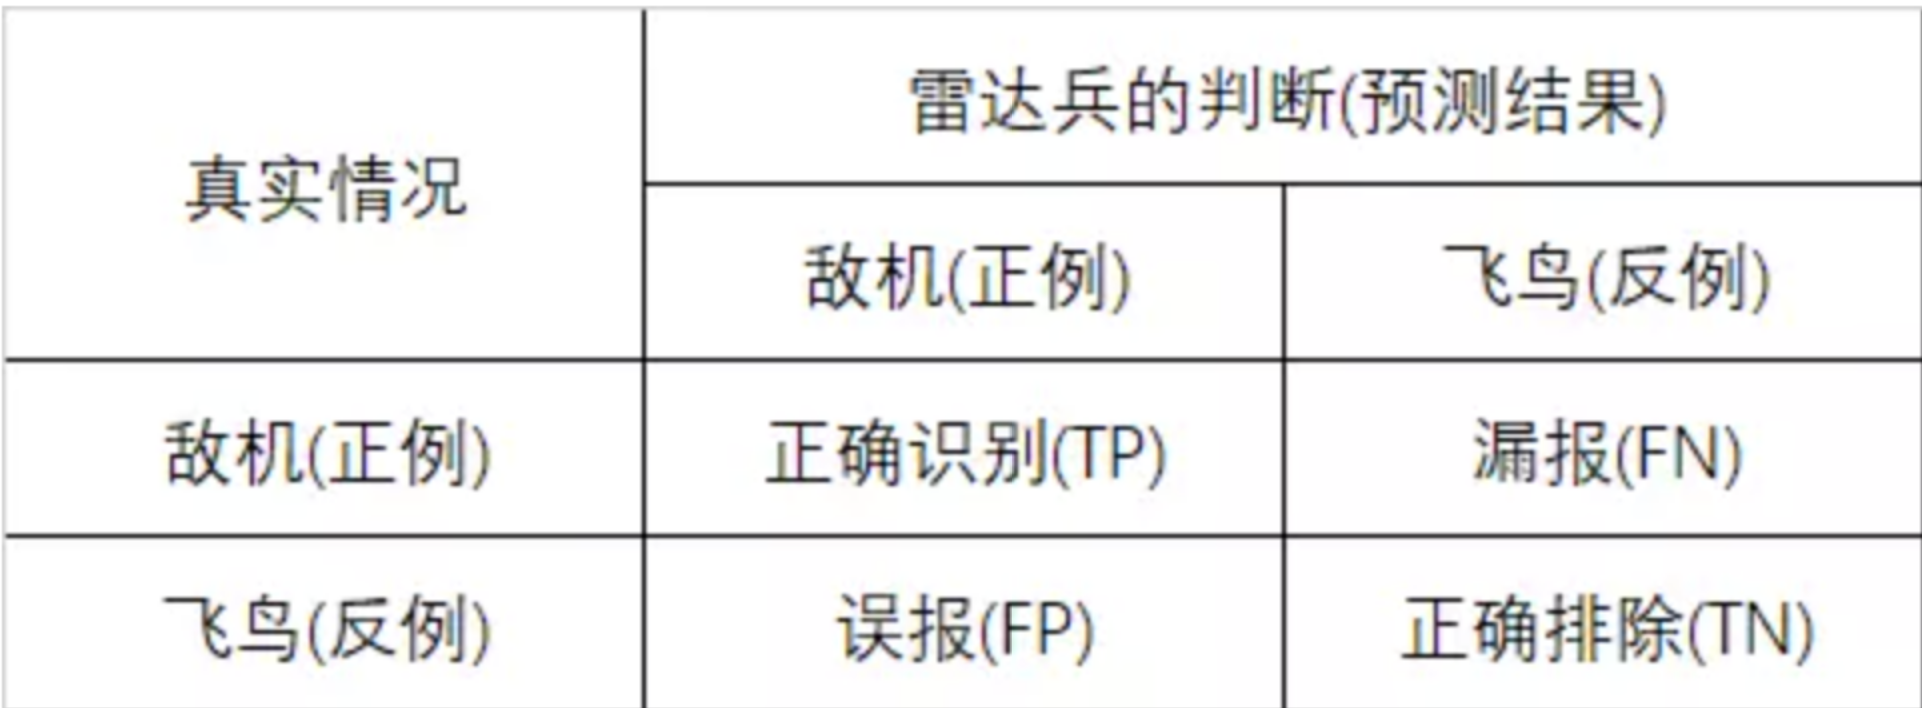 雷达兵的判断(预测结果)
真实情况
敌机(正例) 飞鸟(反例)
敌机(正例) 正确识别(TP) 漏报(FN)
飞鸟(反例) 误报(FP) 正确排除(TN)